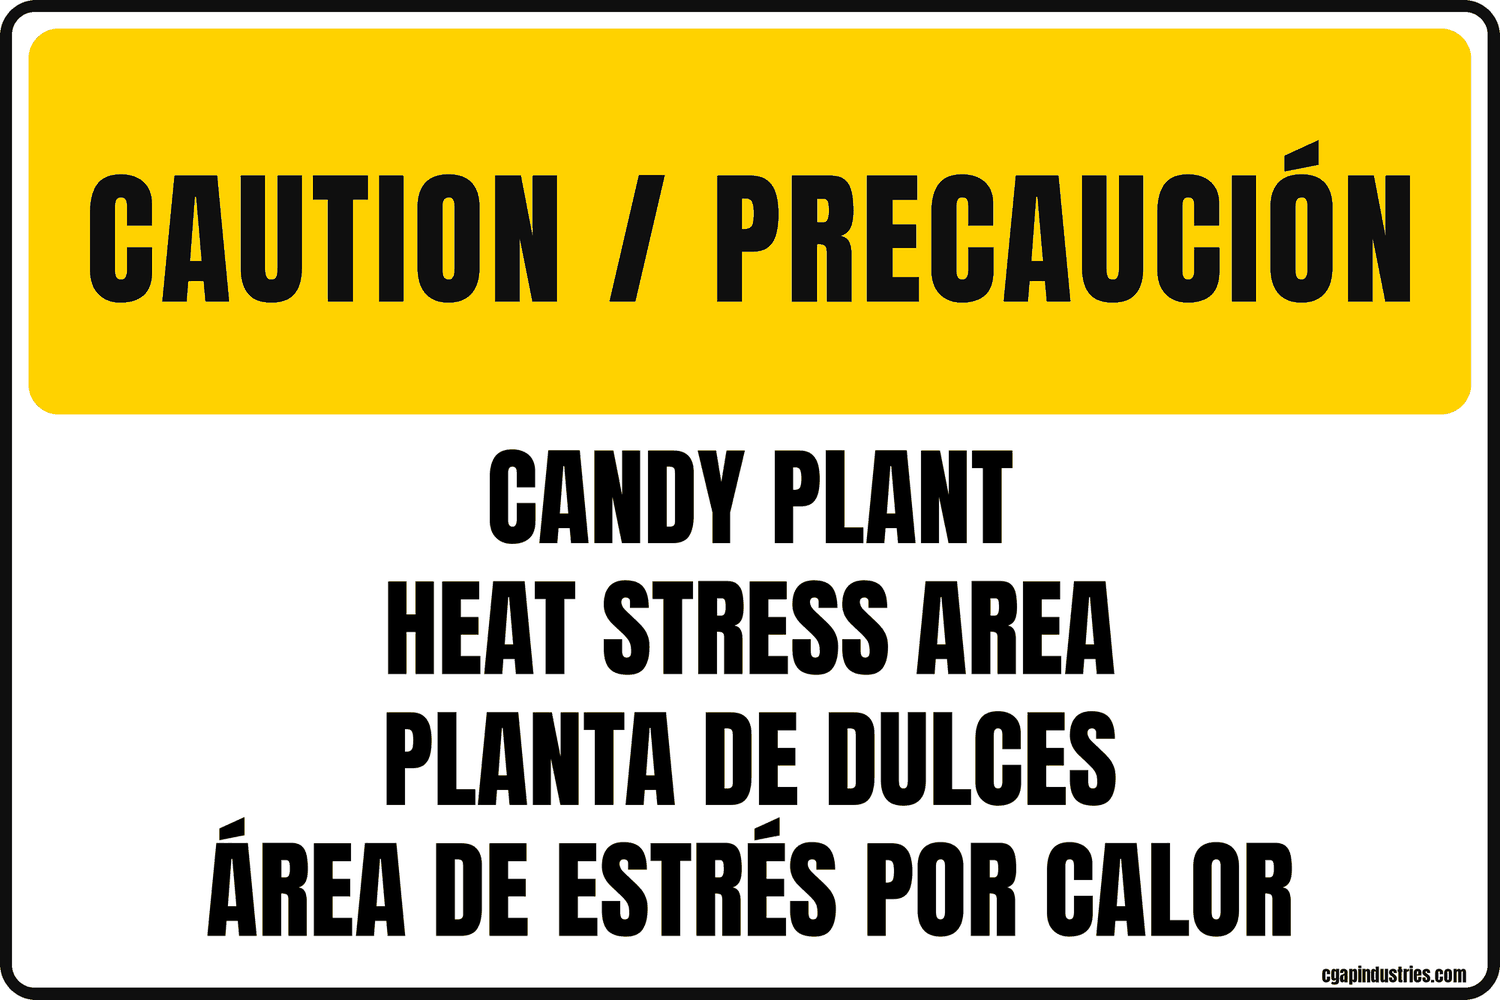 CAUTION / PRECAUCIÓN
CANDY PLANT
HEAT STRESS AREA
PLANTA DE DULCES
ÁREA DE ESTRÉS POR CALOR
cgapindustries.com